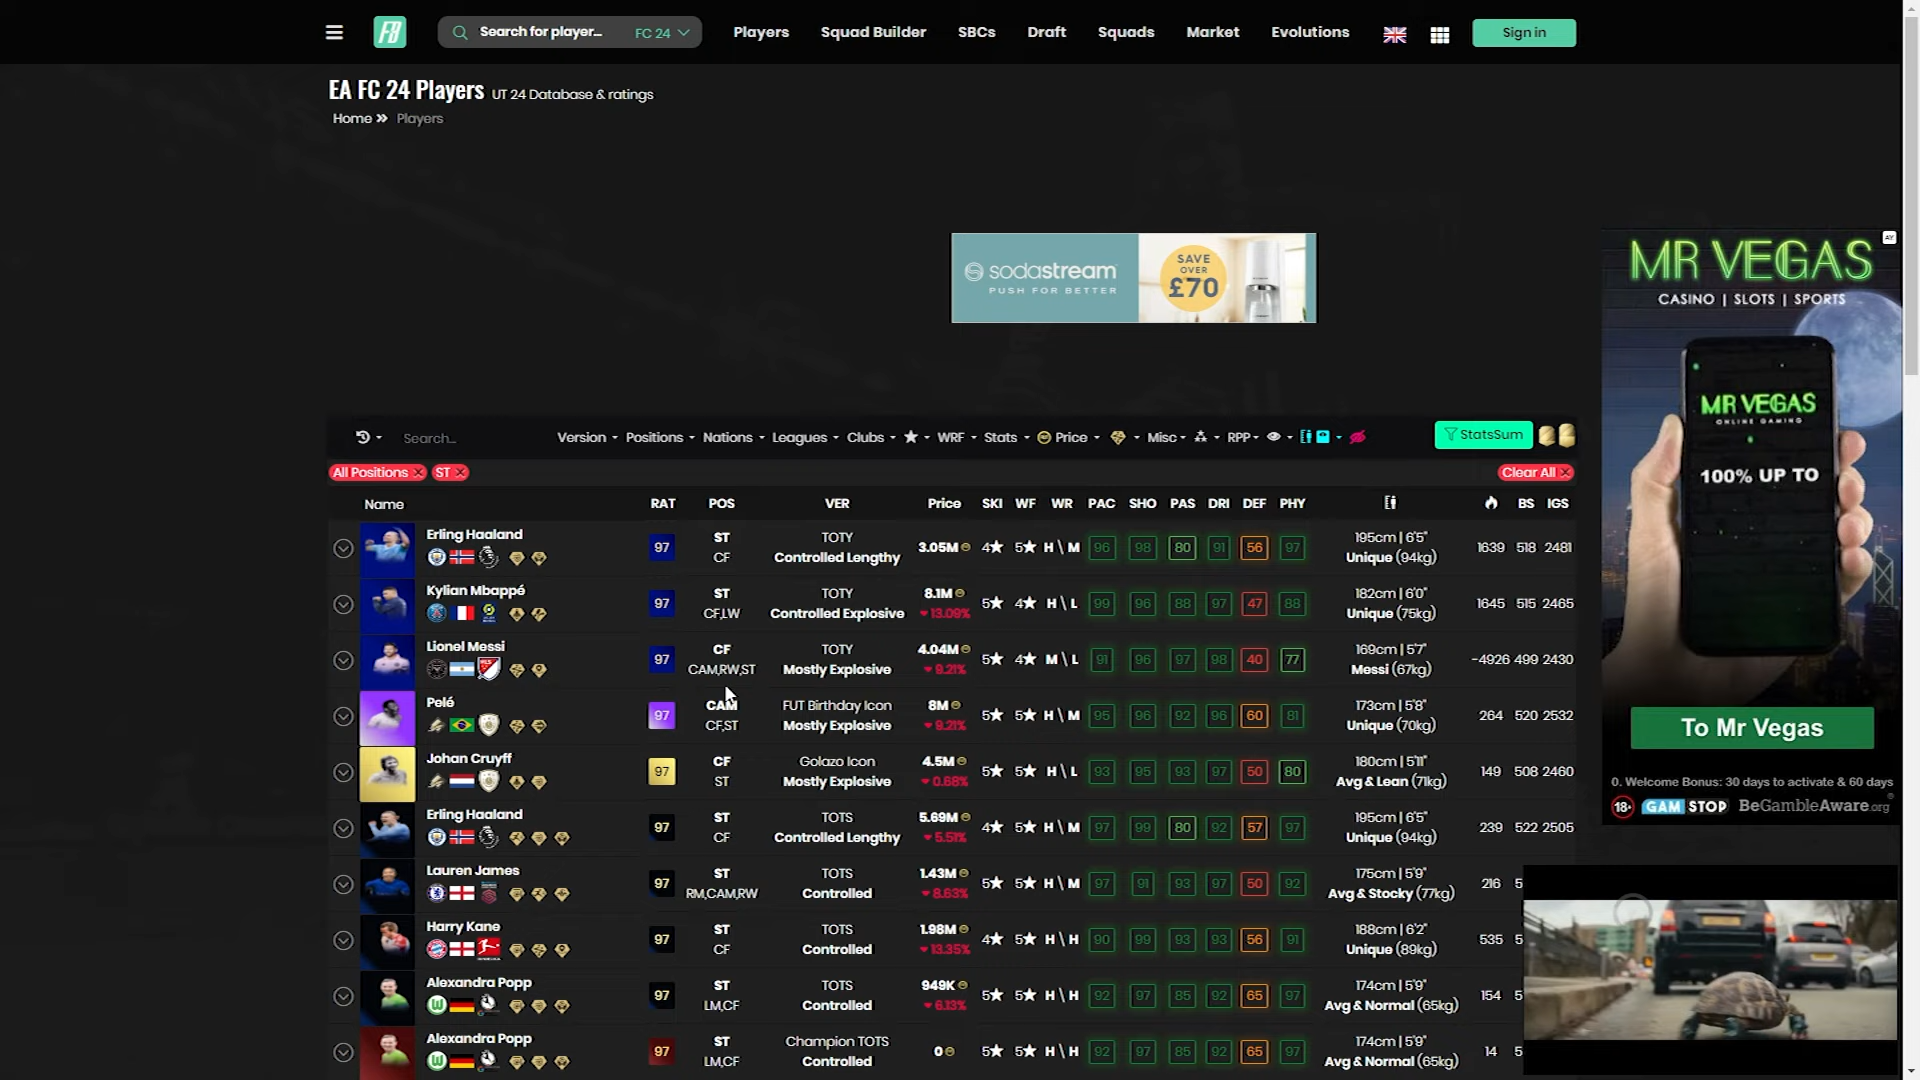 FB Search for player... FC 24 Players Squad Builder SBCs Draft Squads Market Evolutions Sign in
EA FC 24 Players UT 24 Database & ratings
Home » Players
sodastream
PUSH FOR BETTER
SAVE
OVER
£70
MR VEGAS
CASINO | SLOTS | SPORTS
MR VEGAS
ONLINE GAMING
100% UP TO
To Mr Vegas
0. Welcome Bonus: 30 days to activate & 60 days
18+ GAMSTOP BeGambleAware.org®
Search... Version Positions Nations Leagues Clubs WRF Stats Price Misc RPP StatsSum
All Positions × ST × Clear All ×
Name RAT POS VER Price SKI WF WR PAC SHO PAS DRI DEF PHY BS IGS
Erling Haaland 97 ST TOTY 3.05M 4★ 5★ H \ M 96 98 80 91 56 97 195cm | 6'5" 1639 518 2481
CF Controlled Lengthy Unique (94kg)
Kylian Mbappé 97 ST TOTY 8.1M 5★ 4★ H \ L 99 96 88 97 47 88 182cm | 6'0" 1645 515 2465
CF,LW Controlled Explosive 13.09% Unique (75kg)
Lionel Messi 97 CF TOTY 4.04M 5★ 4★ M \ L 91 96 97 98 40 77 169cm | 5'7" -4926 499 2430
CAM,RW,ST Mostly Explosive 9.21% Messi (67kg)
Pelé 97 CAM FUT Birthday Icon 8M 5★ 5★ H \ M 95 96 92 96 60 81 173cm | 5'8" 264 520 2532
CF,ST Mostly Explosive 9.21% Unique (70kg)
Johan Cruyff 97 CF Golazo Icon 4.5M 5★ 5★ H \ L 93 95 93 97 50 80 180cm | 5'11" 149 508 2460
ST Mostly Explosive 0.68% Avg & Lean (71kg)
Erling Haaland 97 ST TOTS 5.69M 4★ 5★ H \ M 97 99 80 92 57 97 195cm | 6'5" 239 522 2505
CF Controlled Lengthy 5.51% Unique (94kg)
Lauren James 97 ST TOTS 1.43M 5★ 5★ H \ M 97 91 93 97 50 92 175cm | 5'9" 216 5
RM,CAM,RW Controlled 8.63% Avg & Stocky (77kg)
Harry Kane 97 ST TOTS 1.98M 4★ 5★ H \ H 90 99 93 93 56 91 188cm | 6'2" 535 5
CF Controlled 13.35% Unique (89kg)
Alexandra Popp 97 ST TOTS 949K 5★ 5★ H \ H 92 97 85 92 65 97 174cm | 5'9" 154 5
LM,CF Controlled 6.13% Avg & Normal (65kg)
Alexandra Popp 97 ST Champion TOTS 0 5★ 5★ H \ H 92 97 85 92 65 97 174cm | 5'9" 14 5
LM,CF Controlled Avg & Normal (65kg)